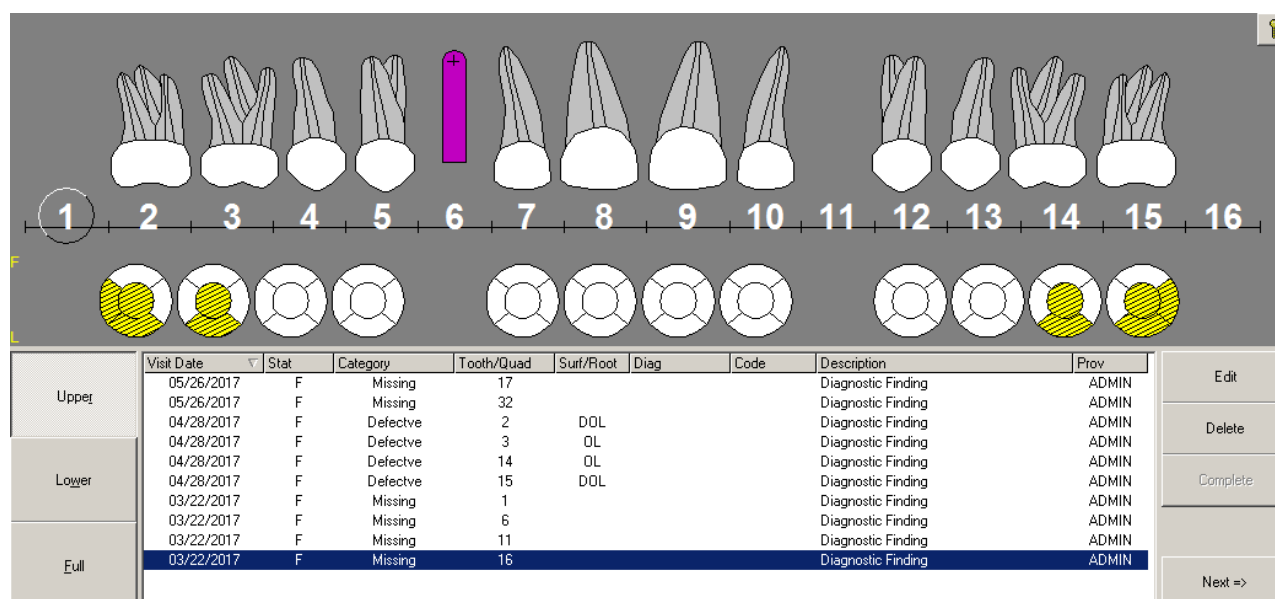 1 2 3 4 5 6 7 8 9 10 11 12 13 14 15 16
F
L
Upper
Lower
Full
Visit Date Stat Category Tooth/Quad Surf/Root Diag Code Description Prov
05/26/2017 F Missing 17 Diagnostic Finding ADMIN
05/26/2017 F Missing 32 Diagnostic Finding ADMIN
04/28/2017 F Defectve 2 DOL Diagnostic Finding ADMIN
04/28/2017 F Defectve 3 OL Diagnostic Finding ADMIN
04/28/2017 F Defectve 14 OL Diagnostic Finding ADMIN
04/28/2017 F Defectve 15 DOL Diagnostic Finding ADMIN
03/22/2017 F Missing 1 Diagnostic Finding ADMIN
03/22/2017 F Missing 6 Diagnostic Finding ADMIN
03/22/2017 F Missing 11 Diagnostic Finding ADMIN
03/22/2017 F Missing 16 Diagnostic Finding ADMIN
Edit
Delete
Complete
Next =>